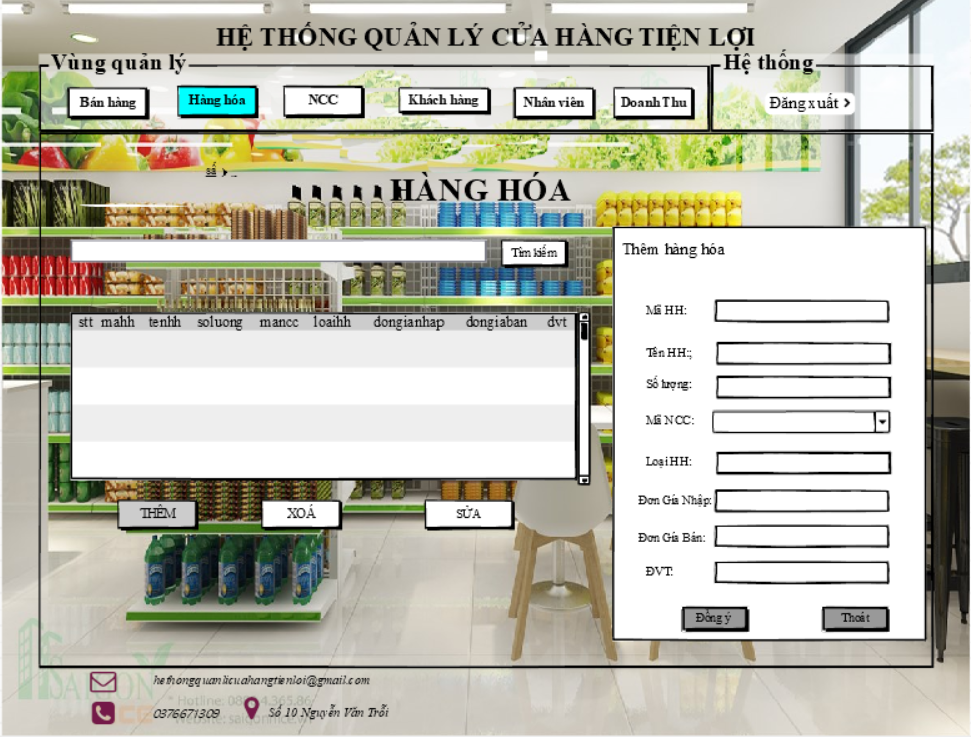 HỆ THỐNG QUẢN LÝ CỬA HÀNG TIỆN LỢI
Vùng quản lý
Hệ thống
Bán hàng
Hàng hóa
NCC
Khách hàng
Nhân viên
Doanh Thu
Đăng xuất >
HÀNG HÓA
Tìm kiếm
Thêm hàng hóa
Mã HH:
stt mahh tenhh soluong mancc loaihh dongianhap dongiaban dvt
Tên HH:;
Số lượng:
Mã NCC:
Loại HH:
Đơn Gía Nhập:
Đơn Gía Bán:
ĐVT:
THÊM
XOÁ
SỬA
Đồng ý
Thoát
hethongquanlicuahangtienloi@gmail.com
0376671309
Số 10 Nguyễn Văn Trỗi